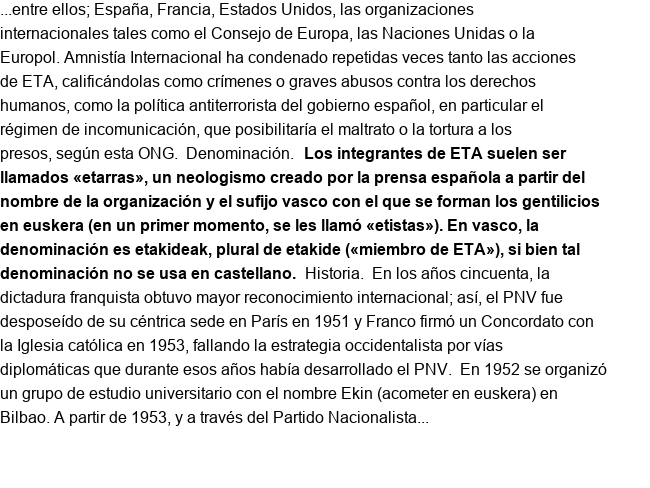 ...entre ellos; España, Francia, Estados Unidos, las organizaciones
internacionales tales como el Consejo de Europa, las Naciones Unidas o la
Europol. Amnistía Internacional ha condenado repetidas veces tanto las acciones
de ETA, calificándolas como crímenes o graves abusos contra los derechos
humanos, como la política antiterrorista del gobierno español, en particular el
régimen de incomunicación, que posibilitaría el maltrato o la tortura a los
presos, según esta ONG.  Denominación.  Los integrantes de ETA suelen ser
llamados «etarras», un neologismo creado por la prensa española a partir del
nombre de la organización y el sufijo vasco con el que se forman los gentilicios
en euskera (en un primer momento, se les llamó «etistas»). En vasco, la
denominación es etakideak, plural de etakide («miembro de ETA»), si bien tal
denominación no se usa en castellano.  Historia.  En los años cincuenta, la
dictadura franquista obtuvo mayor reconocimiento internacional; así, el PNV fue
desposeído de su céntrica sede en París en 1951 y Franco firmó un Concordato con
la Iglesia católica en 1953, fallando la estrategia occidentalista por vías
diplomáticas que durante esos años había desarrollado el PNV.  En 1952 se organizó
un grupo de estudio universitario con el nombre Ekin (acometer en euskera) en
Bilbao. A partir de 1953, y a través del Partido Nacionalista...